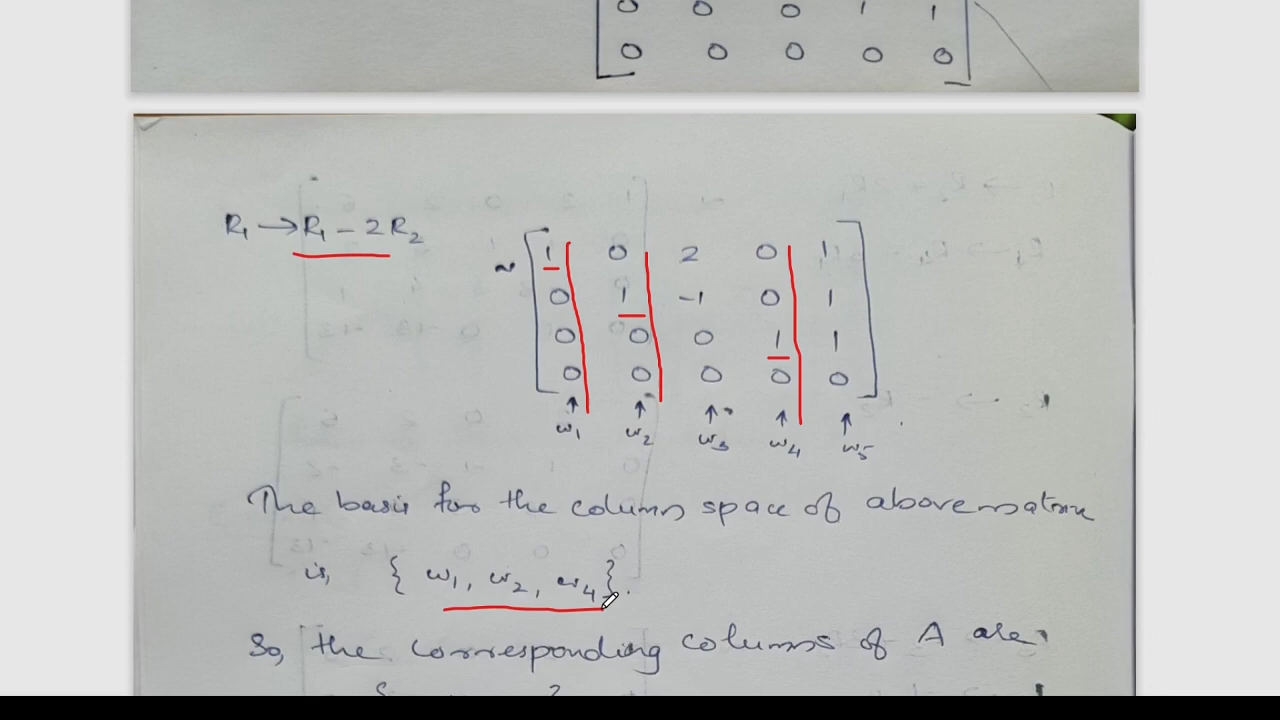 0 0 0 1 1
0 0 0 0 0
R1 → R1 - 2R2
~ 1 0 2 0 1
0 1 -1 0 1
0 0 0 1 1
0 0 0 0 0
↑ ↑ ↑ ↑ ↑
w1 w2 w3 w4 w5
The basis for the column space of above matrix
is, { w1, w2, w4}.
So, the corresponding columns of A are